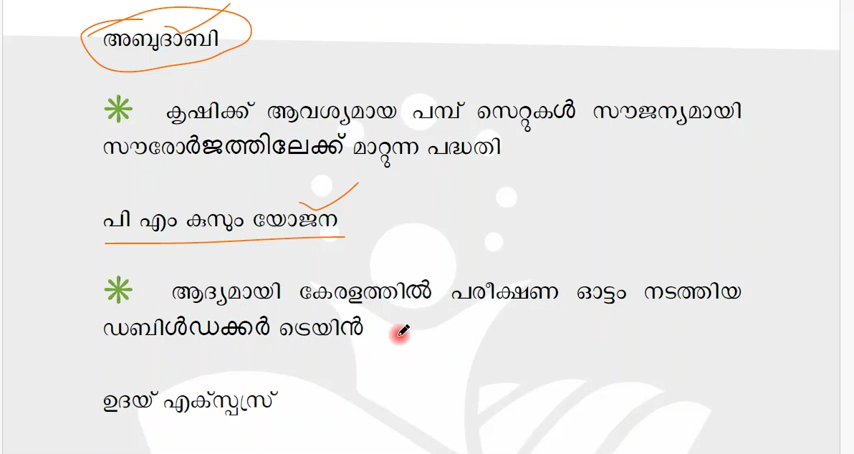 അബുദാബി
കൃഷിക്ക് ആവശ്യമായ പമ്പ് സെറ്റുകൾ സൗജന്യമായി
സൗരോർജത്തിലേക്ക് മാറ്റുന്ന പദ്ധതി
പി എം കുസും യോജന
ആദ്യമായി കേരളത്തിൽ പരീക്ഷണ ഓട്ടം നടത്തിയ
ഡബിൾഡക്കർ ട്രെയിൻ
ഉദയ് എക്സ്പ്രസ്